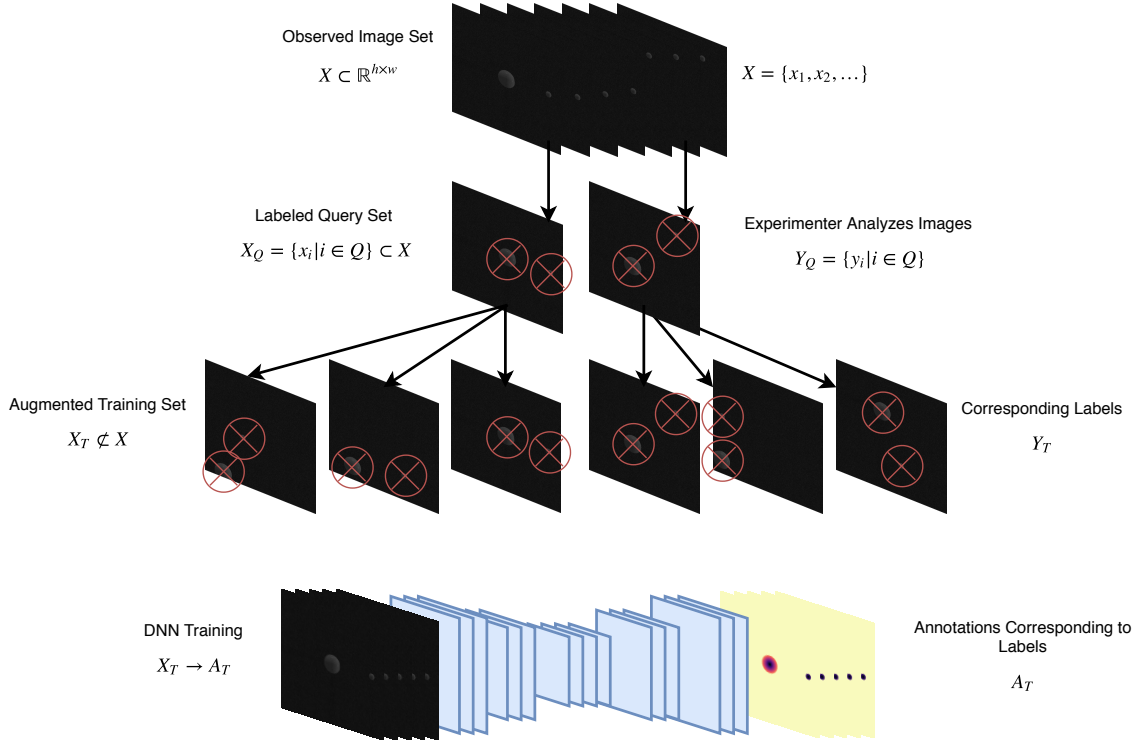 Observed Image Set
X ⊂ ℝ^{h×w}
X = {x₁, x₂, …}
Labeled Query Set
X_Q = {x_i|i ∈ Q} ⊂ X
Experimenter Analyzes Images
Y_Q = {y_i|i ∈ Q}
Augmented Training Set
X_T ⊄ X
Corresponding Labels
Y_T
DNN Training
X_T → A_T
Annotations Corresponding to
Labels
A_T